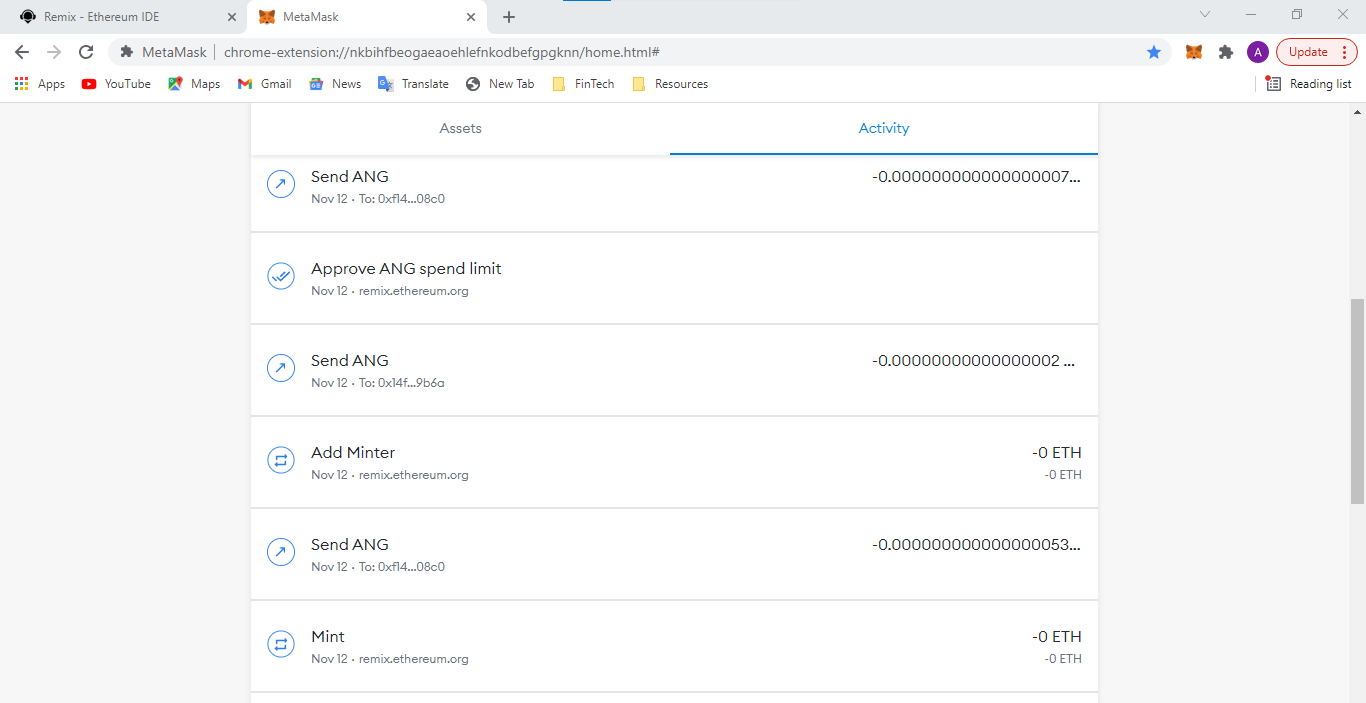 Remix - Ethereum IDE
MetaMask
MetaMask
chrome-extension://nkbihfbeogaeaoehlefnkodbefgpgknn/home.html#
A
Update
Apps
YouTube
Maps
Gmail
News
Translate
New Tab
FinTech
Resources
Reading list
Assets
Activity
Send ANG
-0.000000000000000007...
Nov 12 · To: 0xf14...08c0
Approve ANG spend limit
Nov 12 · remix.ethereum.org
Send ANG
-0.00000000000000002 ...
Nov 12 · To: 0x14f...9b6a
Add Minter
-0 ETH
Nov 12 · remix.ethereum.org
-0 ETH
Send ANG
-0.000000000000000053...
Nov 12 · To: 0xf14...08c0
Mint
-0 ETH
Nov 12 · remix.ethereum.org
-0 ETH